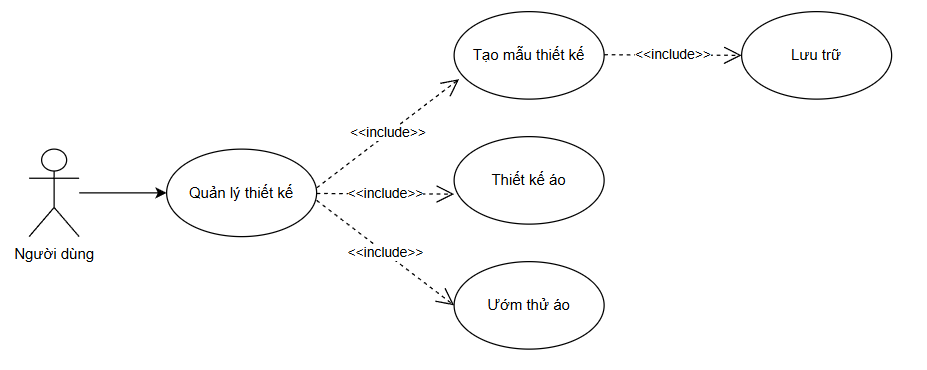 Tạo mẫu thiết kế
<<include>>
Lưu trữ
<<include>>
Quản lý thiết kế
<<include>>
Thiết kế áo
Người dùng
<<include>>
Ướm thử áo